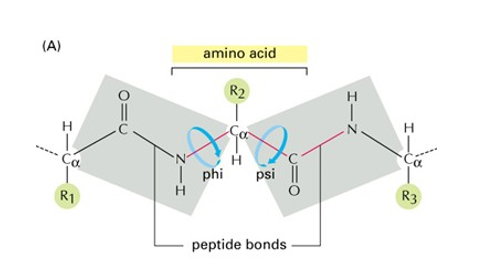 (A)
amino acid
O
R2
H
H
C
Cα
N
H
Cα
N
H
C
Cα
phi
psi
R1
H
O
R3
peptide bonds